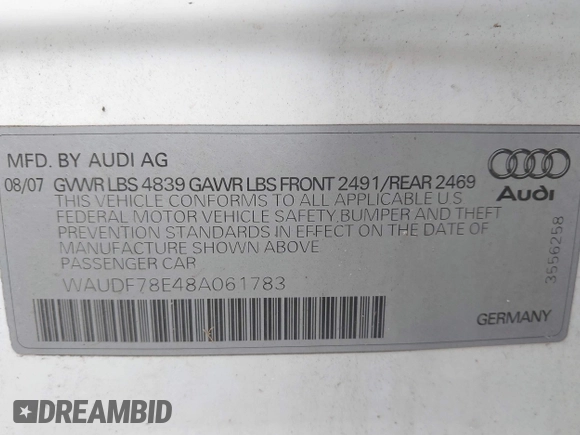 MFD. BY AUDI AG
08/07 GVWR LBS 4839 GAWR LBS FRONT 2491/REAR 2469
THIS VEHICLE CONFORMS TO ALL APPLICABLE U.S
FEDERAL MOTOR VEHICLE SAFETY,BUMPER AND THEFT
PREVENTION STANDARDS IN EFFECT ON THE DATE OF
MANUFACTURE SHOWN ABOVE
PASSENGER CAR
WAUDF78E48A061783
Audi
3556258
GERMANY
DREAMBID